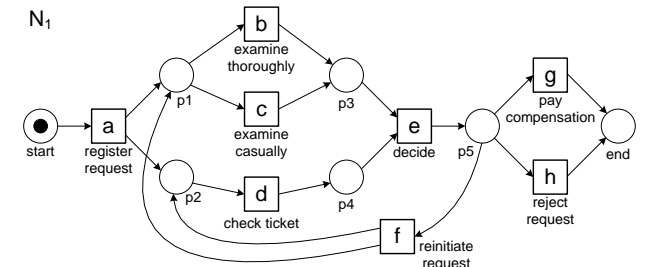 N1
b
examine
thoroughly
p1
c
examine
casually
p3
start
a
register
request
p2
d
check ticket
p4
e
decide
p5
f
reinitiate
request
g
pay
compensation
h
reject
request
end